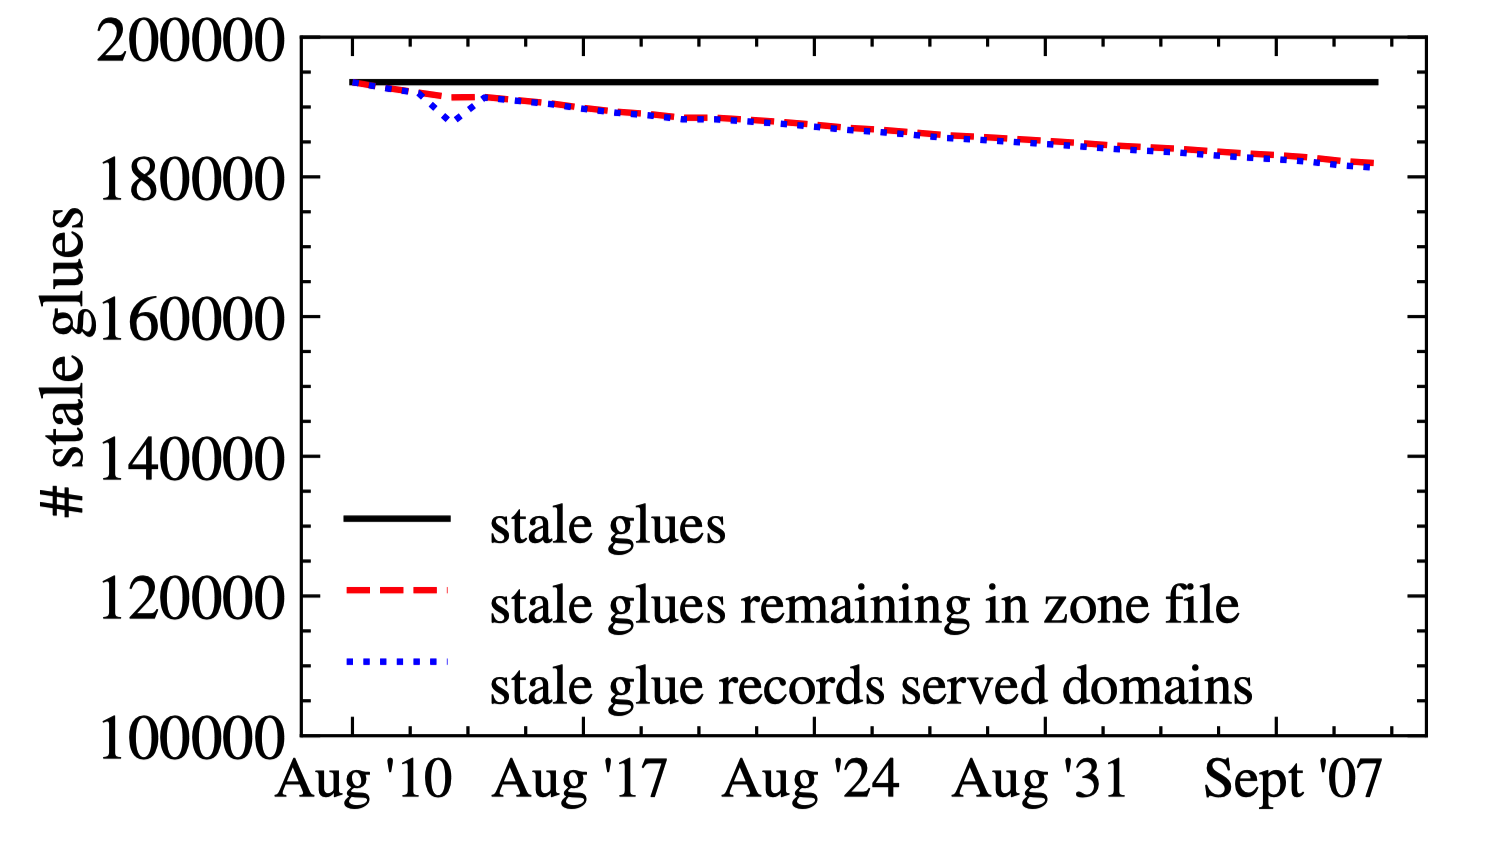 200000
180000
160000
140000
120000
100000
# stale glues
stale glues
stale glues remaining in zone file
stale glue records served domains
Aug '10 Aug '17 Aug '24 Aug '31 Sept '07